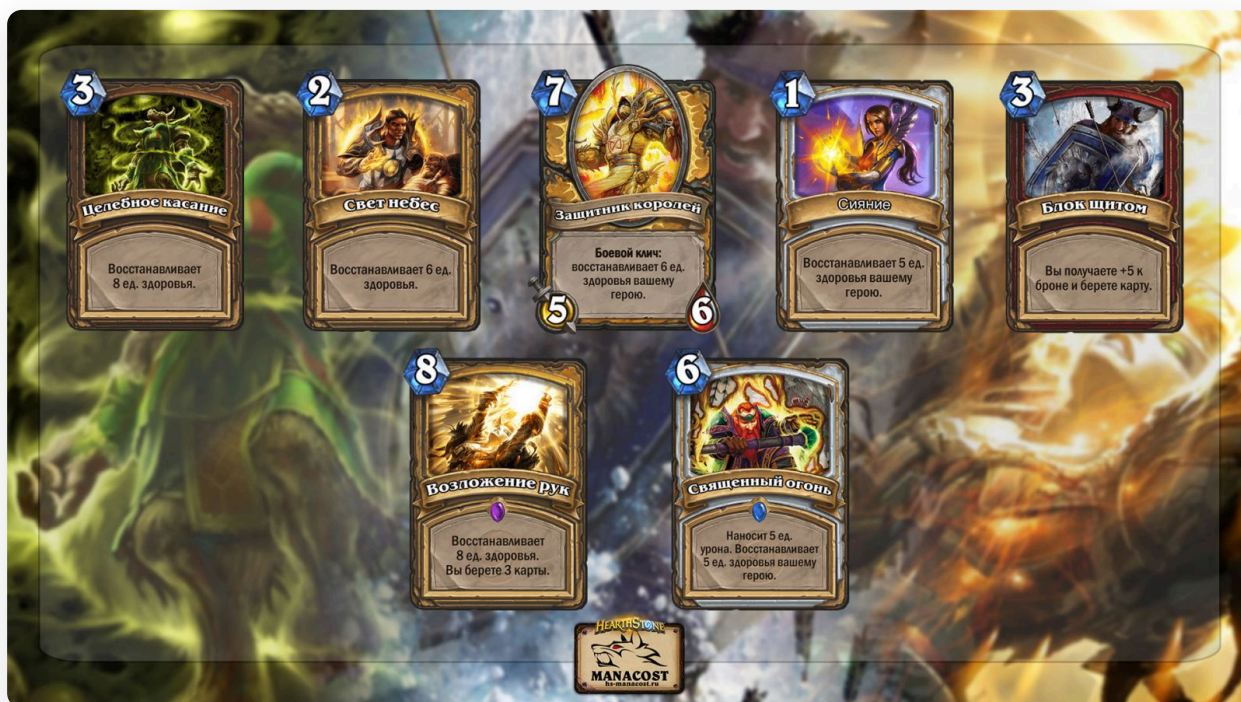 3
Целебное касание
Восстанавливает
8 ед. здоровья.
2
Свет небес
Восстанавливает 6 ед.
здоровья.
7
Защитник королей
Боевой клич:
восстанавливает 6 ед.
здоровья вашему
герою.
5
6
1
Сияние
Восстанавливает 5 ед.
здоровья вашему
герою.
3
Блок щитом
Вы получаете +5 к
броне и берете карту.
8
Возложение рук
Восстанавливает
8 ед. здоровья.
Вы берете 3 карты.
6
Священный огонь
Наносит 5 ед.
урона. Восстанавливает
5 ед. здоровья вашему
герою.
HEARTHSTONE
MANACOST
hs-manacost.ru